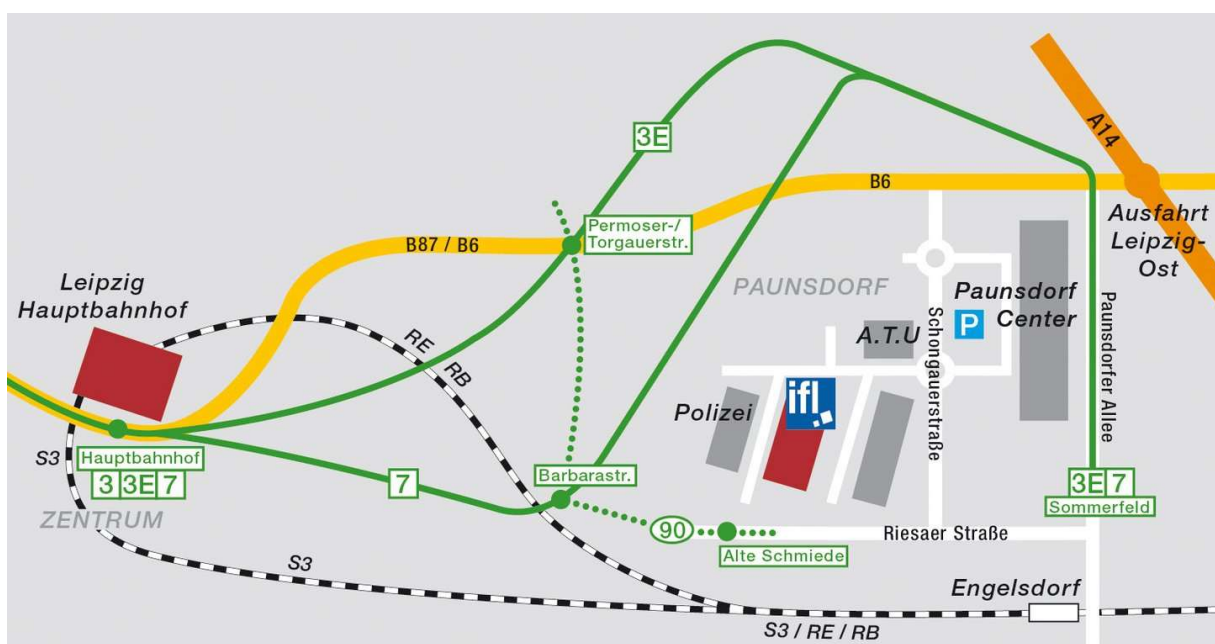 3E
A14
B6
Permoser-/
Torgauerstr.
Ausfahrt
Leipzig-
Ost
B87 / B6
Leipzig
Hauptbahnhof
PAUNSDORF
Paunsdorf
P Center
A.T.U
Schongauerstraße
Paunsdorfer Allee
RE / RB
ifl
Polizei
Hauptbahnhof
3 3E 7
S3
7
Barbarastr.
3E 7
Sommerfeld
ZENTRUM
90
Alte Schmiede
Riesaer Straße
S3
Engelsdorf
S3 / RE / RB